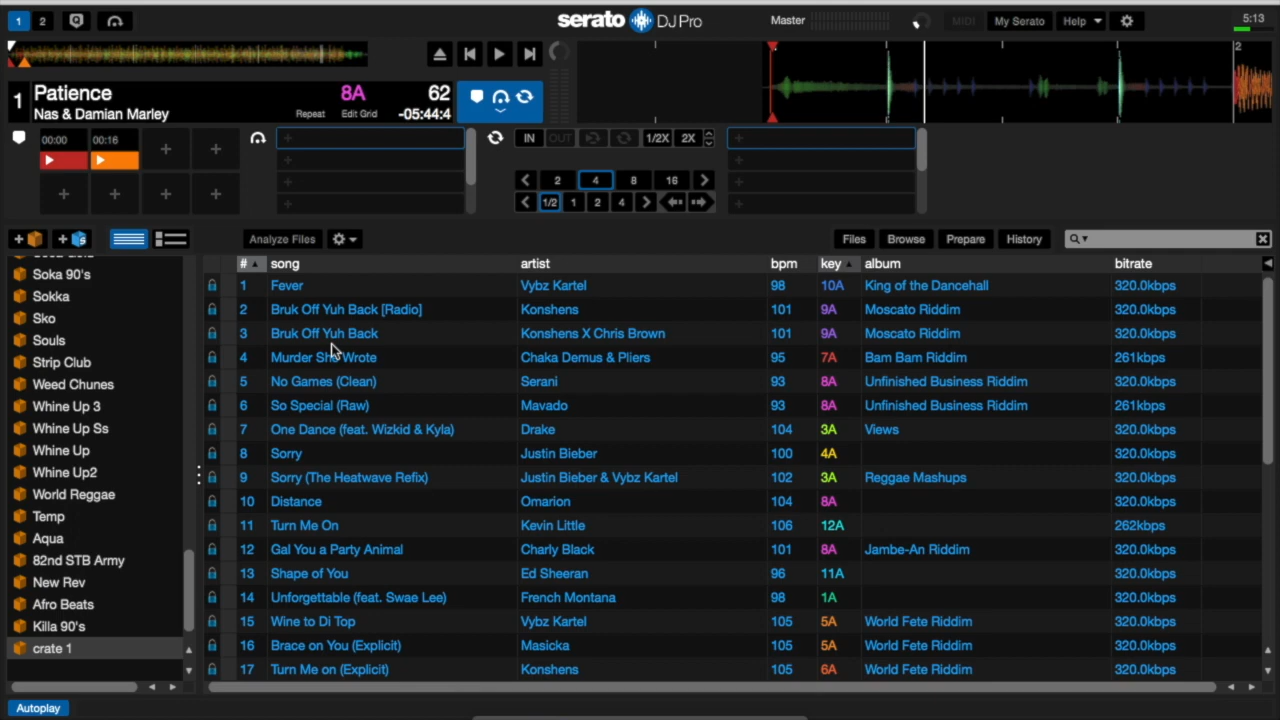 1 2 serato DJ Pro Master MIDI My Serato Help 5:13
2
1 Patience 8A 62
Nas & Damian Marley Repeat Edit Grid -05:44:4
00:00 00:16 IN OUT 1/2X 2X
2 4 8 16
1/2 1 2 4
Analyze Files Files Browse Prepare History
# song artist bpm key album bitrate
Soka 90's
Sokka
Sko
Souls
Strip Club
Weed Chunes
Whine Up 3
Whine Up Ss
Whine Up
Whine Up2
World Reggae
Temp
Aqua
82nd STB Army
New Rev
Afro Beats
Killa 90's
crate 1
1 Fever Vybz Kartel 98 10A King of the Dancehall 320.0kbps
2 Bruk Off Yuh Back [Radio] Konshens 101 9A Moscato Riddim 320.0kbps
3 Bruk Off Yuh Back Konshens X Chris Brown 101 9A Moscato Riddim 320.0kbps
4 Murder She Wrote Chaka Demus & Pliers 95 7A Bam Bam Riddim 261kbps
5 No Games (Clean) Serani 93 8A Unfinished Business Riddim 320.0kbps
6 So Special (Raw) Mavado 93 8A Unfinished Business Riddim 261kbps
7 One Dance (feat. Wizkid & Kyla) Drake 104 3A Views 320.0kbps
8 Sorry Justin Bieber 100 4A 320.0kbps
9 Sorry (The Heatwave Refix) Justin Bieber & Vybz Kartel 102 3A Reggae Mashups 320.0kbps
10 Distance Omarion 104 8A 320.0kbps
11 Turn Me On Kevin Little 106 12A 262kbps
12 Gal You a Party Animal Charly Black 101 8A Jambe-An Riddim 320.0kbps
13 Shape of You Ed Sheeran 96 11A 320.0kbps
14 Unforgettable (feat. Swae Lee) French Montana 98 1A 320.0kbps
15 Wine to Di Top Vybz Kartel 105 5A World Fete Riddim 320.0kbps
16 Brace on You (Explicit) Masicka 105 5A World Fete Riddim 320.0kbps
17 Turn Me on (Explicit) Konshens 105 6A World Fete Riddim 320.0kbps
Autoplay